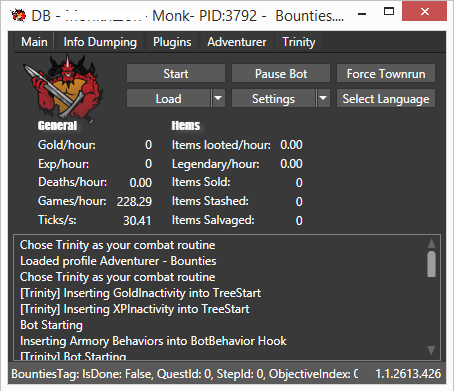 DB - Monk- PID:3792 - Bounties....
Main Info Dumping Plugins Adventurer Trinity
Start Pause Bot Force Townrun
Load Settings Select Language
General Items
Gold/hour: 0 Items looted/hour: 0.00
Exp/hour: 0 Legendary/hour: 0.00
Deaths/hour: 0.00 Items Sold: 0
Games/hour: 228.29 Items Stashed: 0
Ticks/s: 30.41 Items Salvaged: 0
Chose Trinity as your combat routine
Loaded profile Adventurer - Bounties
Chose Trinity as your combat routine
[Trinity] Inserting GoldInactivity into TreeStart
[Trinity] Inserting XPInactivity into TreeStart
Bot Starting
Inserting Armory Behaviors into BotBehavior Hook
[Trinity] Bot Starting
BountiesTag: IsDone: False, QuestId: 0, StepId: 0, ObjectiveIndex: 0 1.1.2613.426